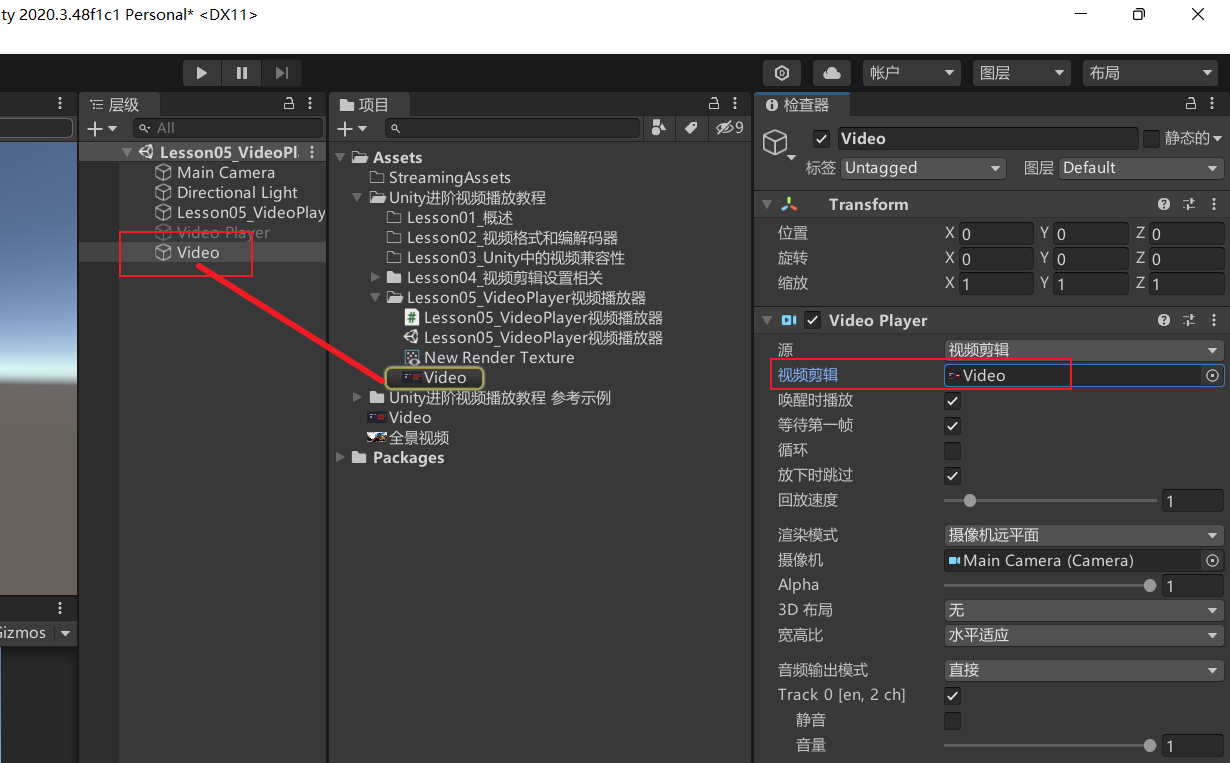 ty 2020.3.48f1c1 Personal* <DX11>
帐户
图层
布局
层级
All
Lesson05_VideoPl
Main Camera
Directional Light
Lesson05_VideoPlay
Video Player
Video
Gizmos
项目
9
Assets
StreamingAssets
Unity进阶视频播放教程
Lesson01_概述
Lesson02_视频格式和编解码器
Lesson03_Unity中的视频兼容性
Lesson04_视频剪辑设置相关
Lesson05_VideoPlayer视频播放器
Lesson05_VideoPlayer视频播放器
Lesson05_VideoPlayer视频播放器
New Render Texture
Video
Unity进阶视频播放教程 参考示例
Video
全景视频
Packages
检查器
Video
静态的
标签 Untagged 图层 Default
Transform
位置 X 0 Y 0 Z 0
旋转 X 0 Y 0 Z 0
缩放 X 1 Y 1 Z 1
Video Player
源 视频剪辑
视频剪辑 Video
唤醒时播放
等待第一帧
循环
放下时跳过
回放速度 1
渲染模式 摄像机远平面
摄像机 Main Camera (Camera)
Alpha 1
3D 布局 无
宽高比 水平适应
音频输出模式 直接
Track 0 [en, 2 ch]
静音
音量 1